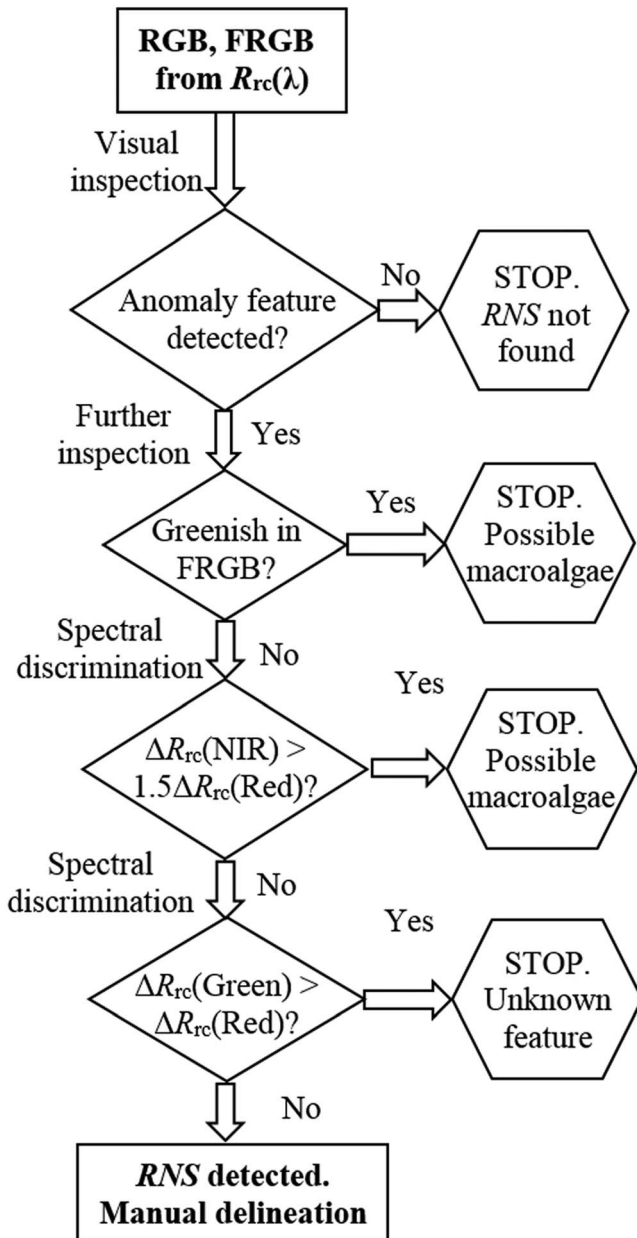 RGB, FRGB
from Rrc(λ)
Visual
inspection
Anomaly feature
detected?
No
STOP.
RNS not
found
Further
inspection
Yes
Greenish in
FRGB?
Yes
STOP.
Possible
macroalgae
Spectral
discrimination
No
ΔRrc(NIR) >
1.5ΔRrc(Red)?
Yes
STOP.
Possible
macroalgae
Spectral
discrimination
No
ΔRrc(Green) >
ΔRrc(Red)?
Yes
STOP.
Unknown
feature
No
RNS detected.
Manual delineation